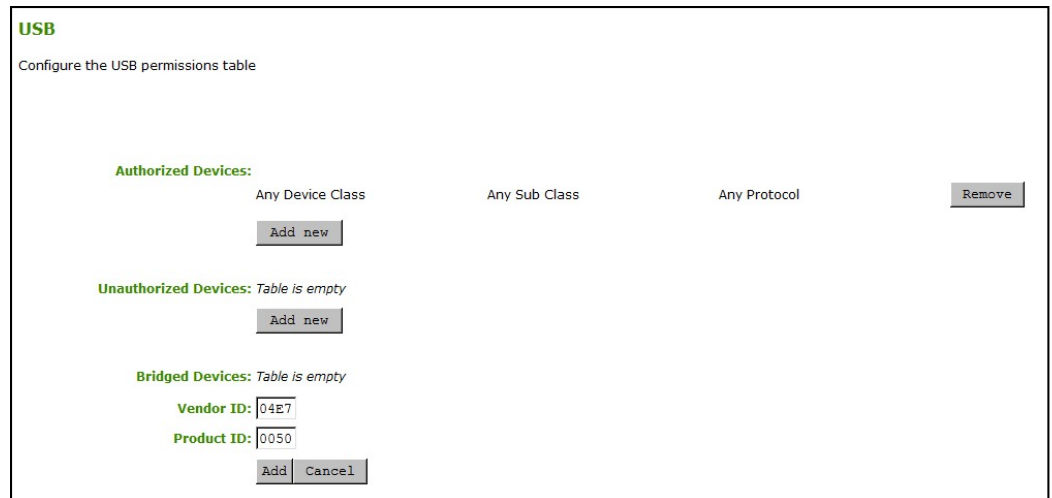 USB
Configure the USB permissions table
Authorized Devices:
Any Device Class Any Sub Class Any Protocol Remove
Add new
Unauthorized Devices: Table is empty
Add new
Bridged Devices: Table is empty
Vendor ID: 04E7
Product ID: 0050
Add Cancel